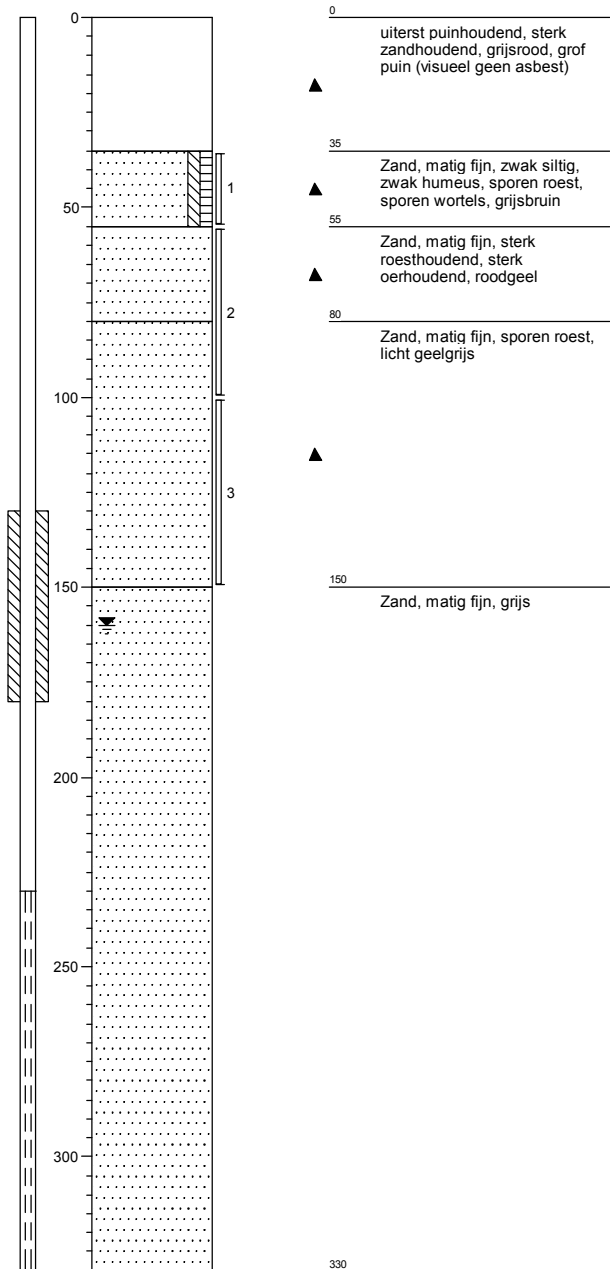 0
0
uiterst puinhoudend, sterk
zandhoudend, grijsrood, grof
puin (visueel geen asbest)
35
Zand, matig fijn, zwak siltig,
zwak humeus, sporen roest,
sporen wortels, grijsbruin
1
50
55
Zand, matig fijn, sterk
roesthoudend, sterk
oerhoudend, roodgeel
2
80
Zand, matig fijn, sporen roest,
licht geelgrijs
100
3
150
150
Zand, matig fijn, grijs
200
250
300
330